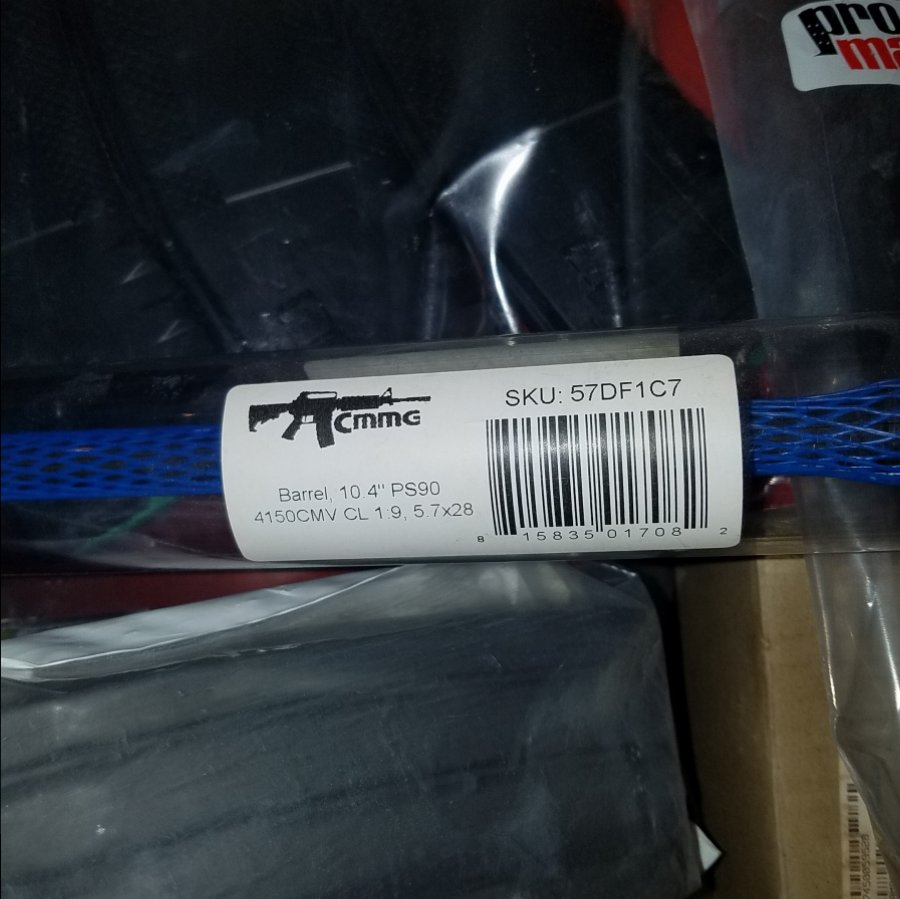 pro
ma
CMMG
SKU: 57DF1C7
Barrel, 10.4" PS90
4150CMV CL 1:9, 5.7x28
8 15835 01708 2